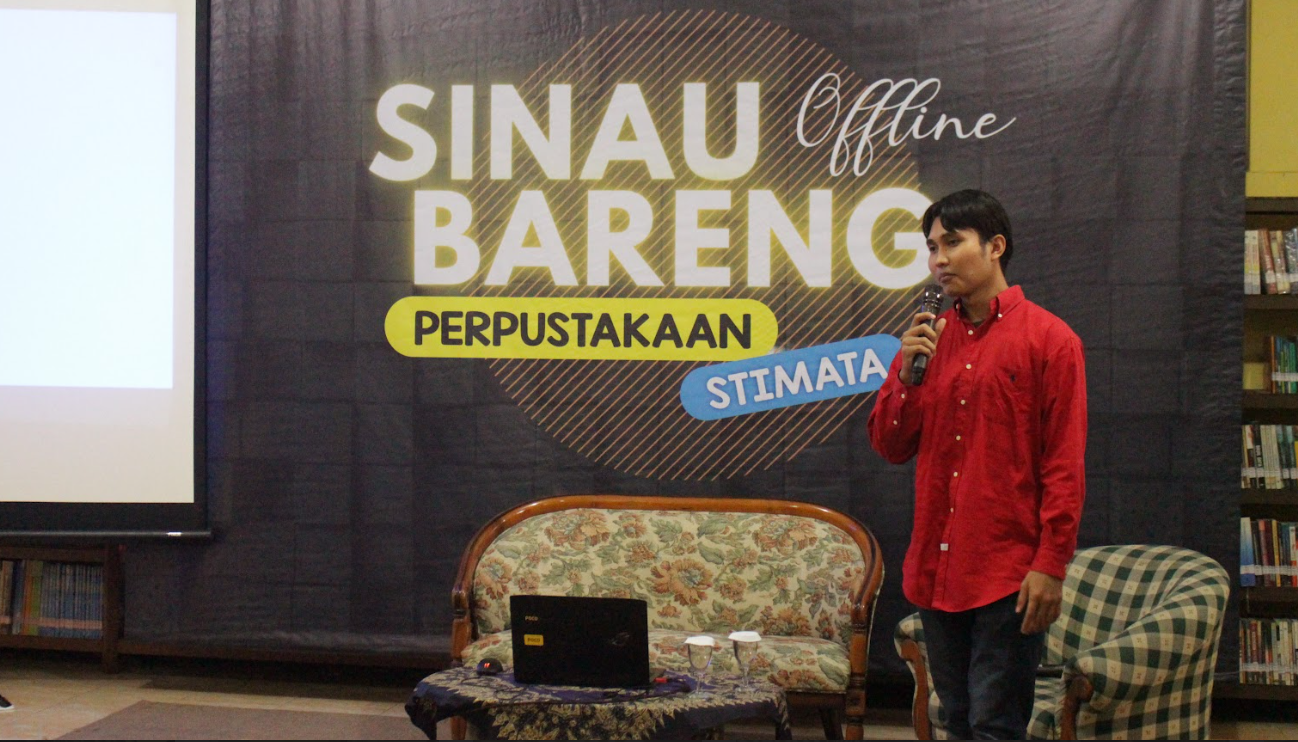 SINAU Offline
BARENG
PERPUSTAKAAN
STIMATA